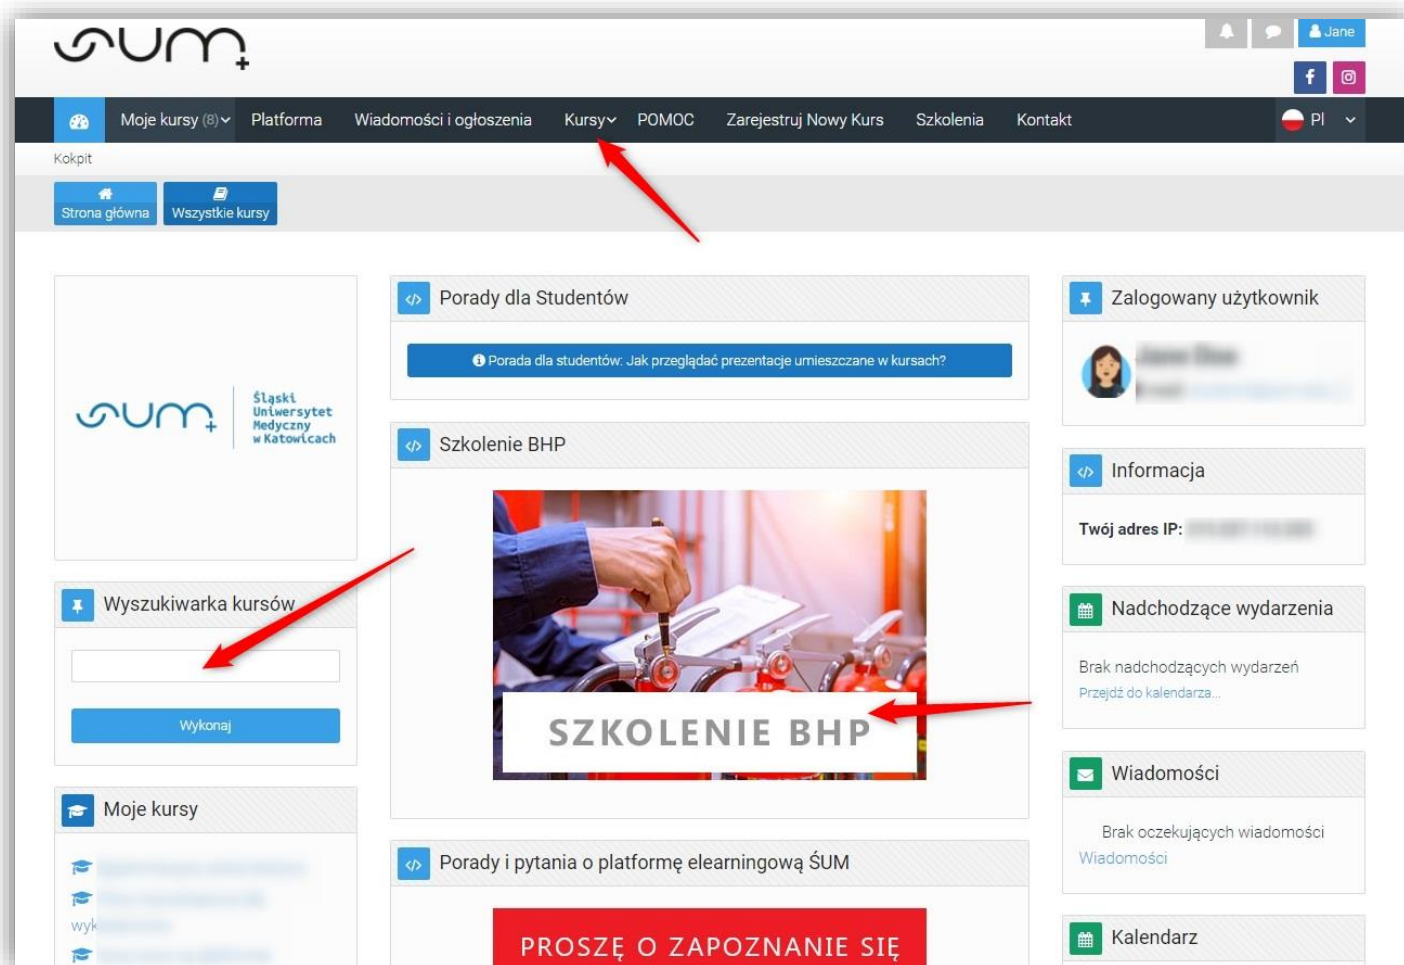 SUM
Jane
Moje kursy (8) Platforma Wiadomości i ogłoszenia Kursy POMOC Zarejestruj Nowy Kurs Szkolenia Kontakt Pl
Kokpit
Strona główna
Wszystkie kursy
sum
Śląski
Uniwersytet
Medyczny
w Katowicach
Wyszukiwarka kursów
Wykonaj
Moje kursy
wyk
Porady dla Studentów
Porada dla studentów: Jak przeglądać prezentacje umieszczane w kursach?
Szkolenie BHP
SZKOLENIE BHP
Porady i pytania o platformę elearningową ŚUM
PROSZĘ O ZAPOZNANIE SIĘ
Zalogowany użytkownik
Informacja
Twój adres IP:
Nadchodzące wydarzenia
Brak nadchodzących wydarzeń
Przejdź do kalendarza...
Wiadomości
Brak oczekujących wiadomości
Wiadomości
Kalendarz